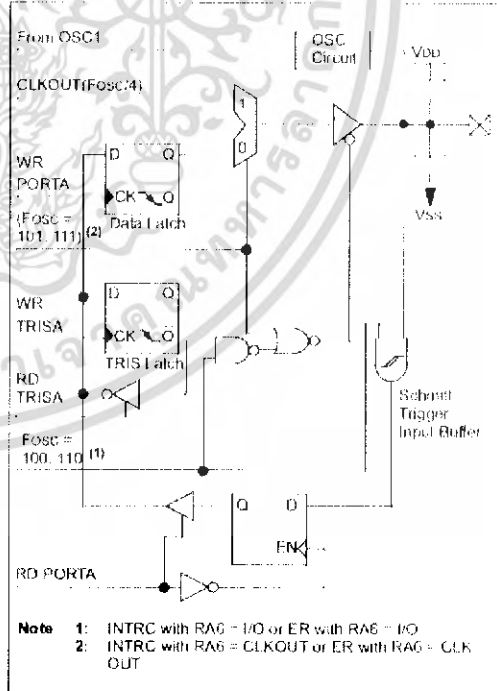 From OSC1
OSC
Circuit
VDD
CLKOUT(Fosc/4)
1
0
WR
PORTA
D Q
CK Q
Data Latch
(Fosc =
101, 111) (2)
VSS
WR
TRISA
D Q
CK Q
TRIS Latch
RD
TRISA
Schmitt
Trigger
Input Buffer
Fosc =
100, 110 (1)
Q D
EN
RD PORTA
Note 1: INTRC with RA6 = I/O or ER with RA6 = I/O
2: INTRC with RA6 = CLKOUT or ER with RA6 = CLK
OUT